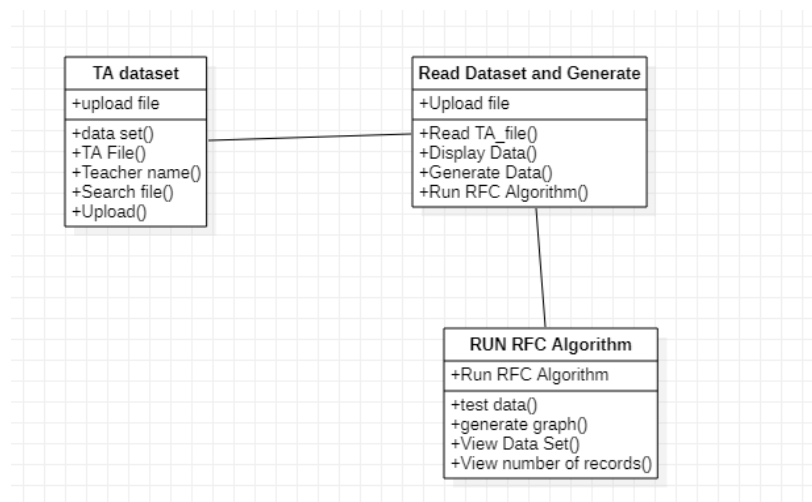 TA dataset
+upload file
+data set()
+TA File()
+Teacher name()
+Search file()
+Upload()
Read Dataset and Generate
+Upload file
+Read TA_file()
+Display Data()
+Generate Data()
+Run RFC Algorithm()
RUN RFC Algorithm
+Run RFC Algorithm
+test data()
+generate graph()
+View Data Set()
+View number of records()